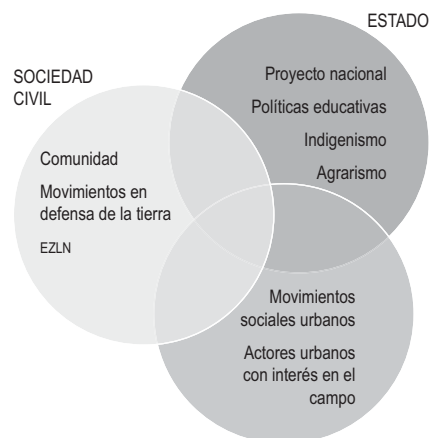 ESTADO
Proyecto nacional
Políticas educativas
Indigenismo
Agrarismo
SOCIEDAD
CIVIL
Comunidad
Movimientos en
defensa de la tierra
EZLN
Movimientos
sociales urbanos
Actores urbanos
con interés en el
campo